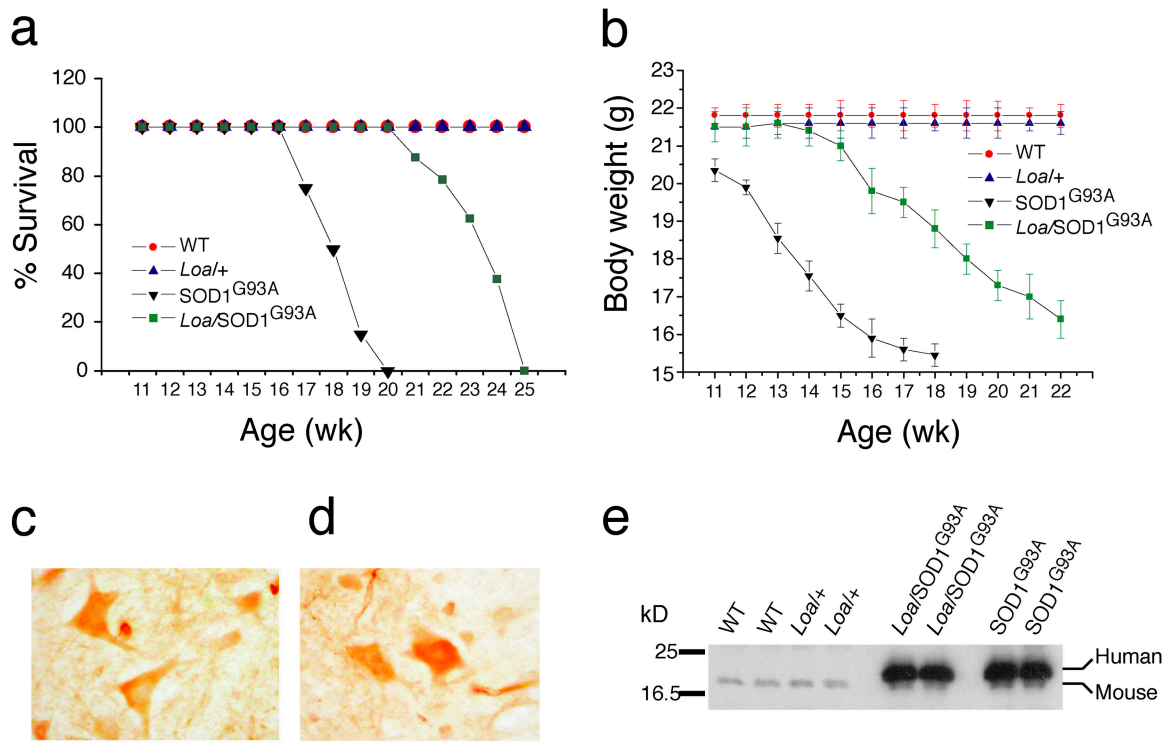 a
120
100
80
60
40
20
0
% Survival
WT
Loa/+
SOD1G93A
Loa/SOD1G93A
11 12 13 14 15 16 17 18 19 20 21 22 23 24 25
Age (wk)
b
23
22
21
20
19
18
17
16
15
Body weight (g)
WT
Loa/+
SOD1G93A
Loa/SOD1G93A
11 12 13 14 15 16 17 18 19 20 21 22
Age (wk)
c
d
e
kD
WT
WT
Loa/+
Loa/+
Loa/SOD1G93A
Loa/SOD1G93A
SOD1G93A
SOD1G93A
25
16.5
Human
Mouse